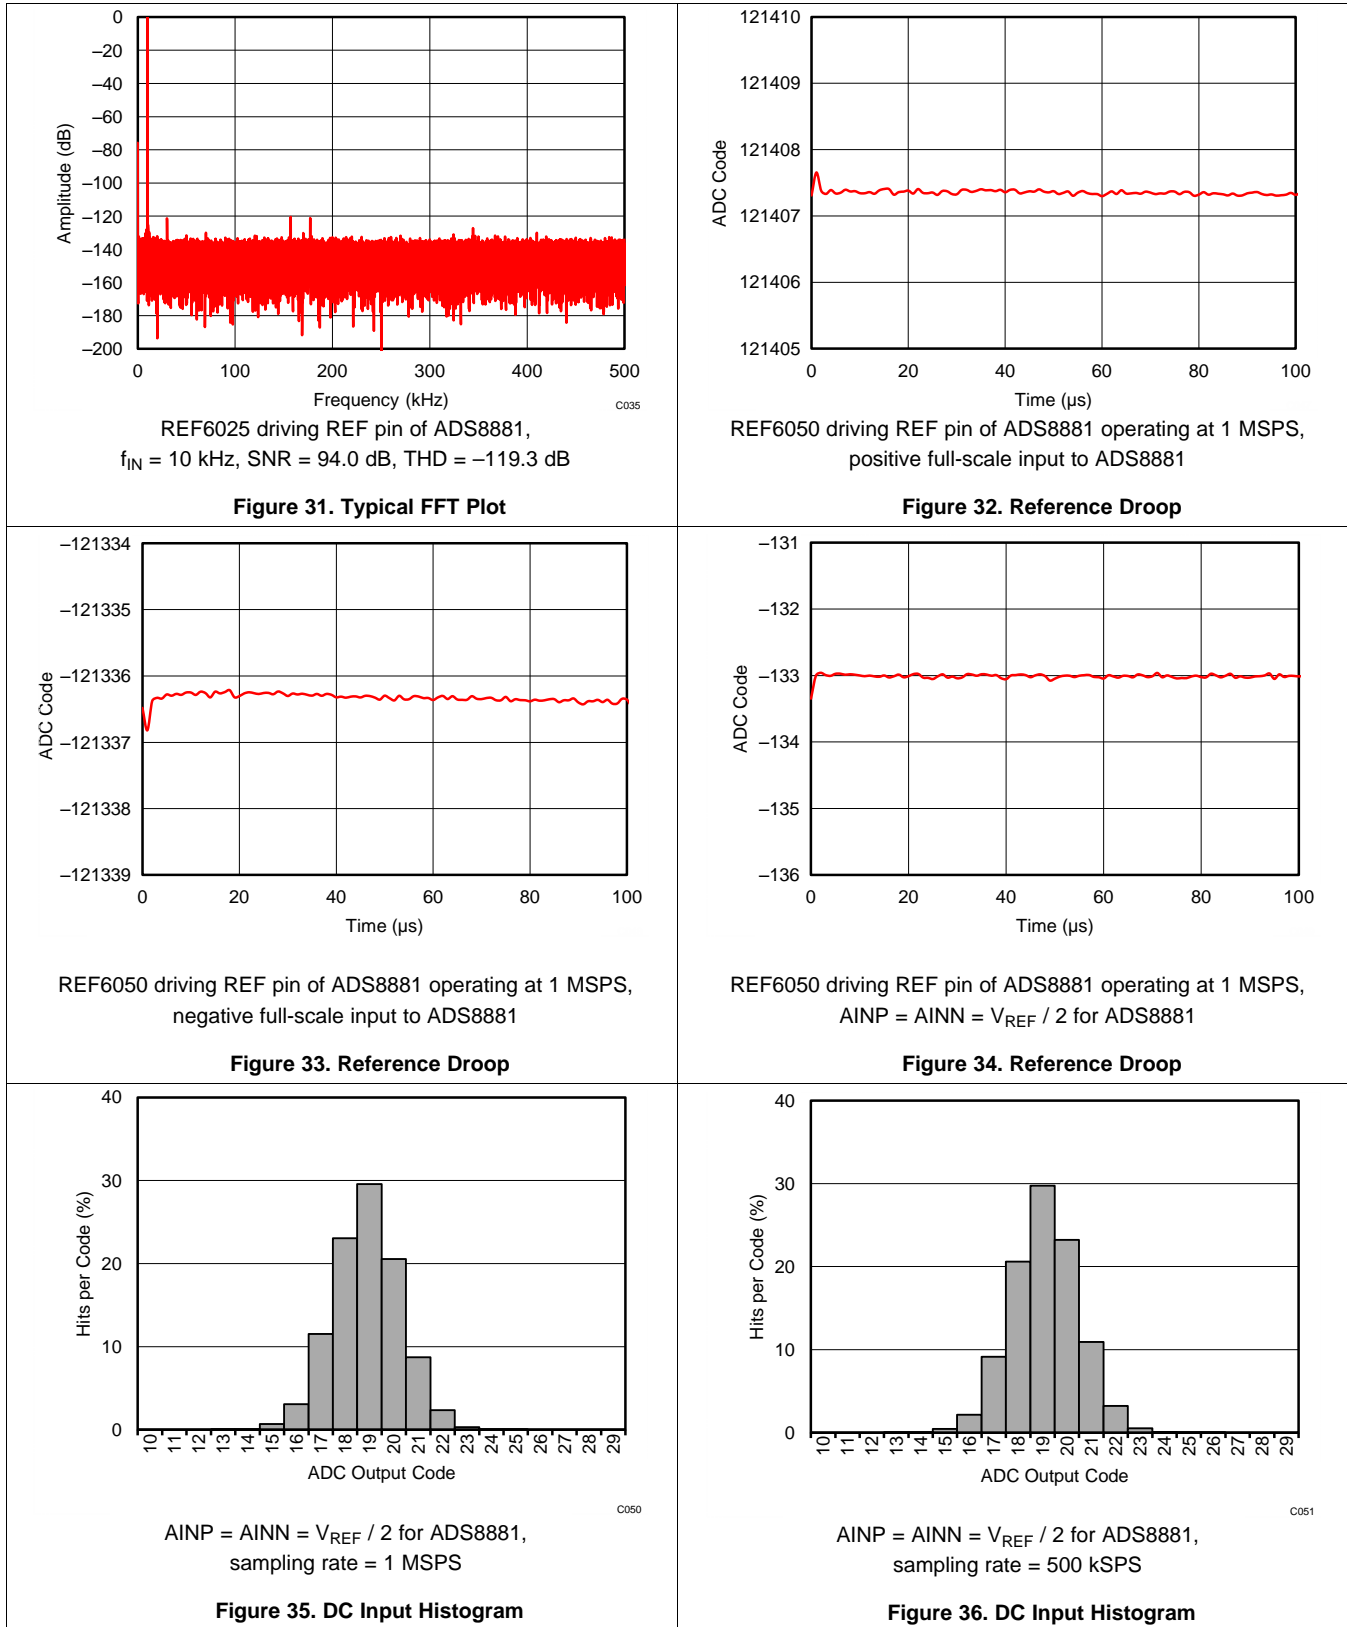 0
–20
–40
–60
–80
–100
–120
–140
–160
–180
–200
Amplitude (dB)
0 100 200 300 400 500
Frequency (kHz)
C035
REF6025 driving REF pin of ADS8881,
fIN = 10 kHz, SNR = 94.0 dB, THD = –119.3 dB
Figure 31. Typical FFT Plot
121410
121409
121408
121407
121406
121405
ADC Code
0 20 40 60 80 100
Time (µs)
REF6050 driving REF pin of ADS8881 operating at 1 MSPS,
positive full-scale input to ADS8881
Figure 32. Reference Droop
–121334
–121335
–121336
–121337
–121338
–121339
ADC Code
0 20 40 60 80 100
Time (µs)
REF6050 driving REF pin of ADS8881 operating at 1 MSPS,
negative full-scale input to ADS8881
Figure 33. Reference Droop
–131
–132
–133
–134
–135
–136
ADC Code
0 20 40 60 80 100
Time (µs)
REF6050 driving REF pin of ADS8881 operating at 1 MSPS,
AINP = AINN = VREF / 2 for ADS8881
Figure 34. Reference Droop
40
30
20
10
0
Hits per Code (%)
10 11 12 13 14 15 16 17 18 19 20 21 22 23 24 25 26 27 28 29
ADC Output Code
C050
AINP = AINN = VREF / 2 for ADS8881,
sampling rate = 1 MSPS
Figure 35. DC Input Histogram
40
30
20
10
0
Hits per Code (%)
10 11 12 13 14 15 16 17 18 19 20 21 22 23 24 25 26 27 28 29
ADC Output Code
C051
AINP = AINN = VREF / 2 for ADS8881,
sampling rate = 500 kSPS
Figure 36. DC Input Histogram